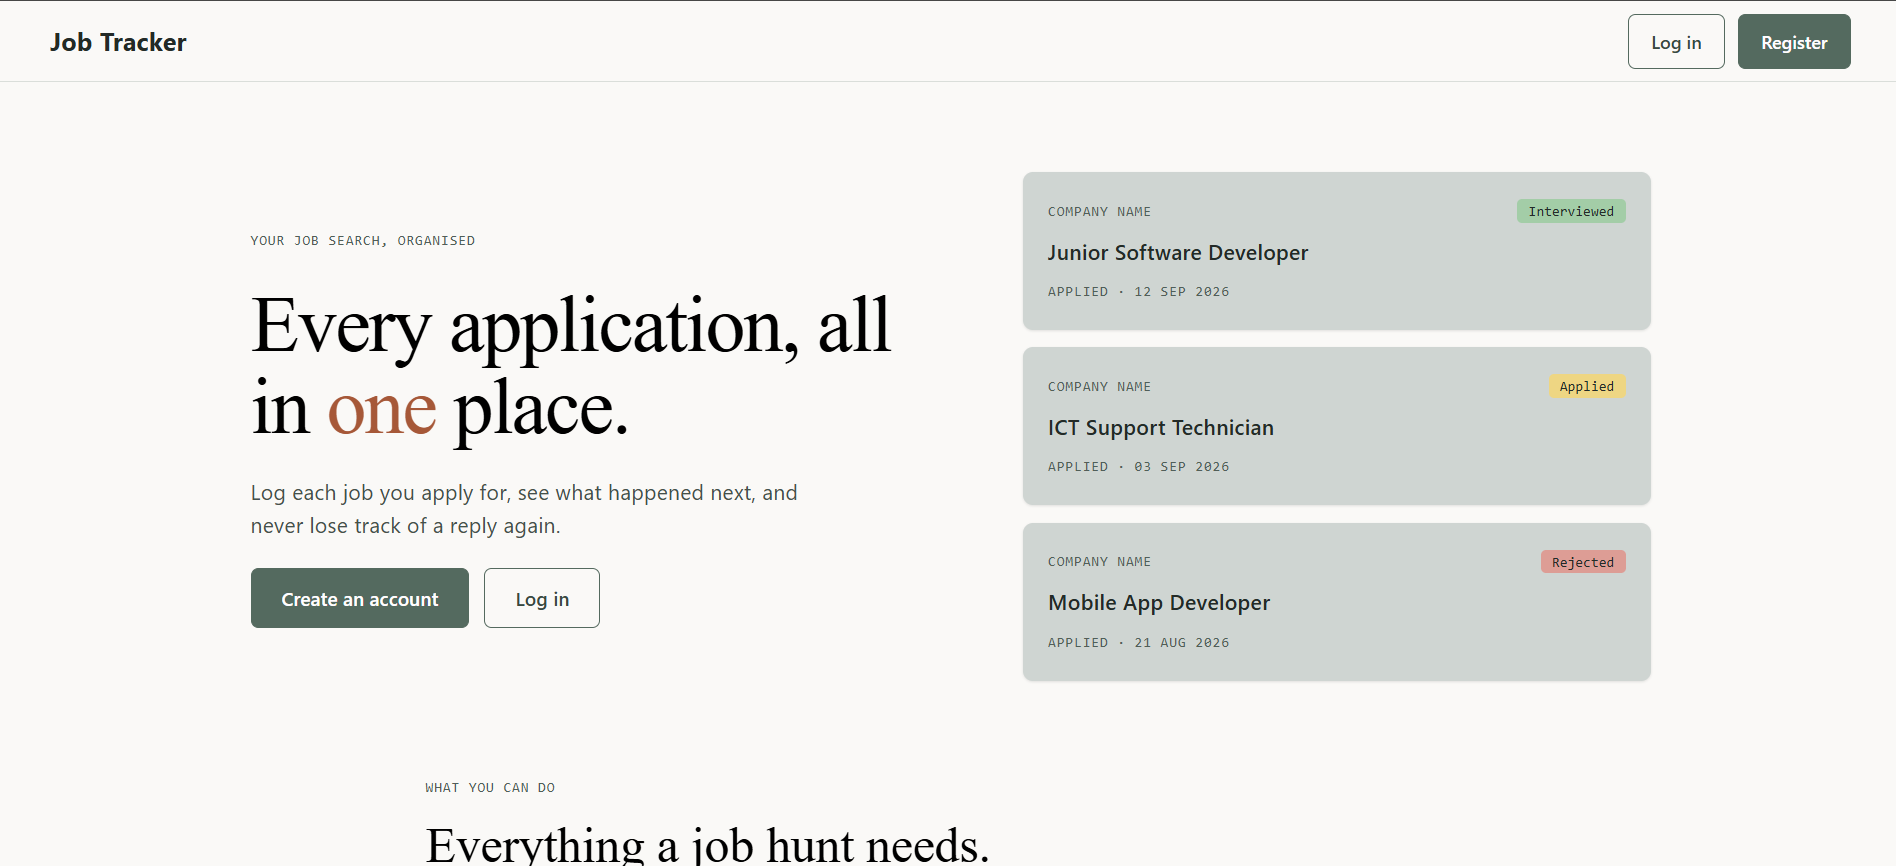 Job Tracker
Log in
Register
YOUR JOB SEARCH, ORGANISED
Every application, all
in one place.
Log each job you apply for, see what happened next, and
never lose track of a reply again.
Create an account
Log in
COMPANY NAME
Interviewed
Junior Software Developer
APPLIED · 12 SEP 2026
COMPANY NAME
Applied
ICT Support Technician
APPLIED · 03 SEP 2026
COMPANY NAME
Rejected
Mobile App Developer
APPLIED · 21 AUG 2026
WHAT YOU CAN DO
Everything a job hunt needs.